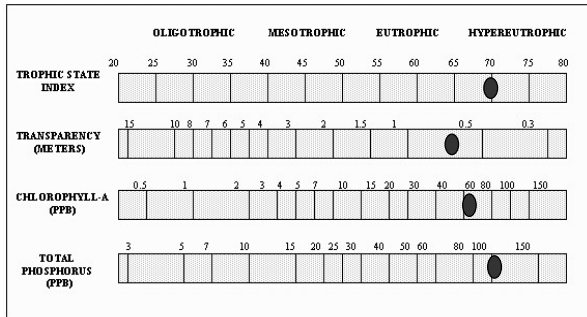 OLIGOTROPHIC MESOTROPHIC EUTROPHIC HYPEREUTROPHIC
20 25 30 35 40 45 50 55 60 65 70 75 80
TROPHIC STATE
INDEX
15 10 8 7 6 5 4 3 2 1.5 1 0.5 0.3
TRANSPARENCY
(METERS)
0.5 1 2 3 4 5 7 10 15 20 30 40 60 80 100 150
CHLOROPHYLL-A
(PPB)
3 5 7 10 15 20 25 30 40 50 60 80 100 150
TOTAL
PHOSPHORUS
(PPB)